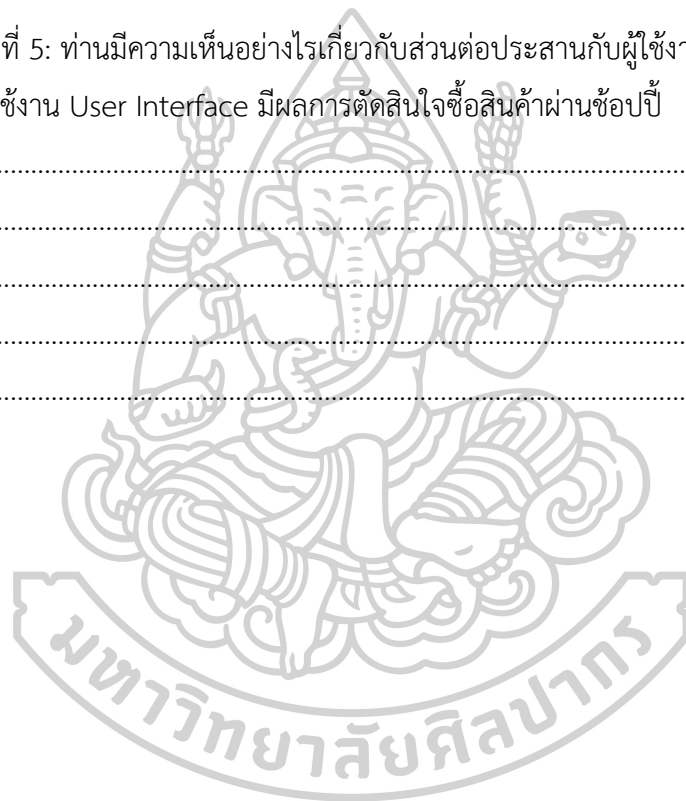 ที่ 5: ท่านมีความเห็นอย่างไรเกี่ยวกับส่วนต่อประสานกับผู้ใช้งา
ช้งาน User Interface มีผลการตัดสินใจซื้อสินค้าผ่านช้อปปี้
..........................................................................................
..........................................................................................
..........................................................................................
..........................................................................................
..........................................................................................
มหาวิทยาลัยศิลปากร